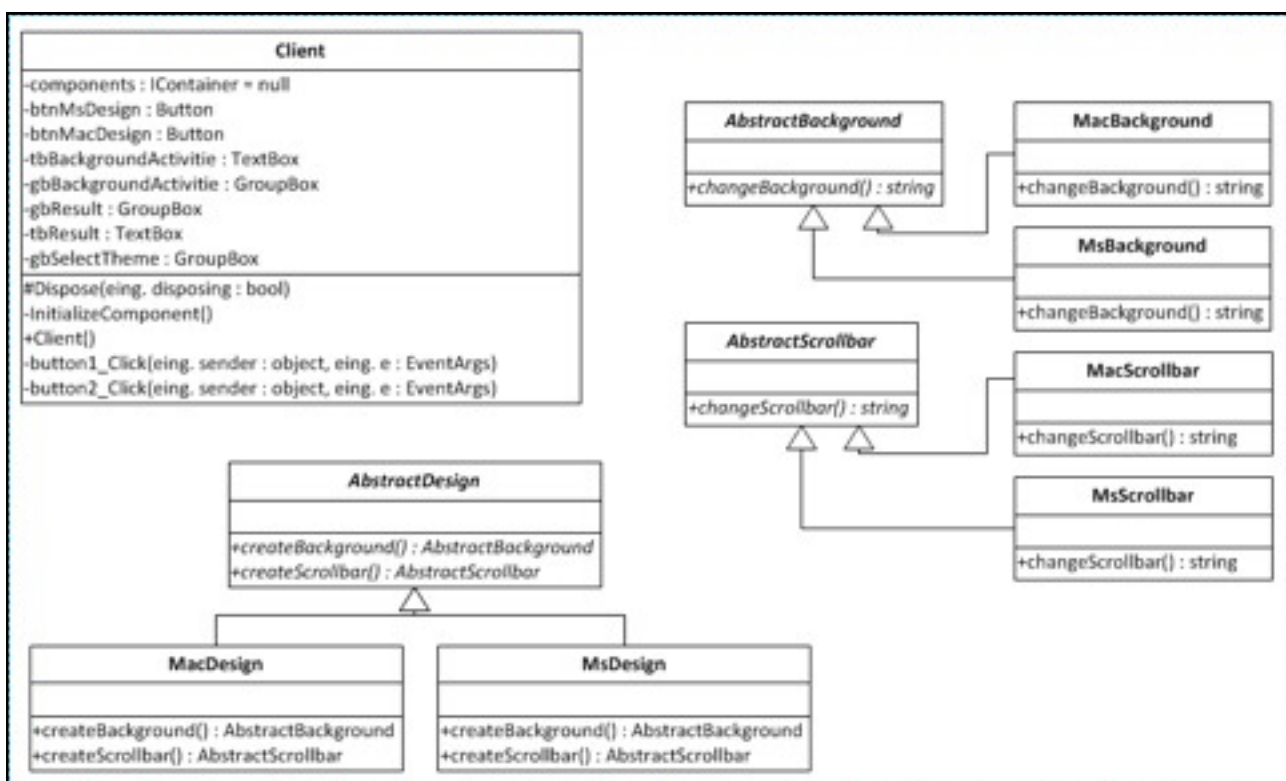 Client
-components : IContainer = null
-btnMsDesign : Button
-btnMacDesign : Button
-tbBackgroundActivitie : TextBox
-gbBackgroundActivitie : GroupBox
-gbResult : GroupBox
-tbResult : TextBox
-gbSelectTheme : GroupBox
#Dispose(eing. disposing : bool)
-InitializeComponent()
+Client()
-button1_Click(eing. sender : object, eing. e : EventArgs)
-button2_Click(eing. sender : object, eing. e : EventArgs)
AbstractBackground
+changeBackground() : string
MacBackground
+changeBackground() : string
MsBackground
+changeBackground() : string
AbstractScrollbar
+changeScrollbar() : string
MacScrollbar
+changeScrollbar() : string
MsScrollbar
+changeScrollbar() : string
AbstractDesign
+createBackground() : AbstractBackground
+createScrollbar() : AbstractScrollbar
MacDesign
+createBackground() : AbstractBackground
+createScrollbar() : AbstractScrollbar
MsDesign
+createBackground() : AbstractBackground
+createScrollbar() : AbstractScrollbar